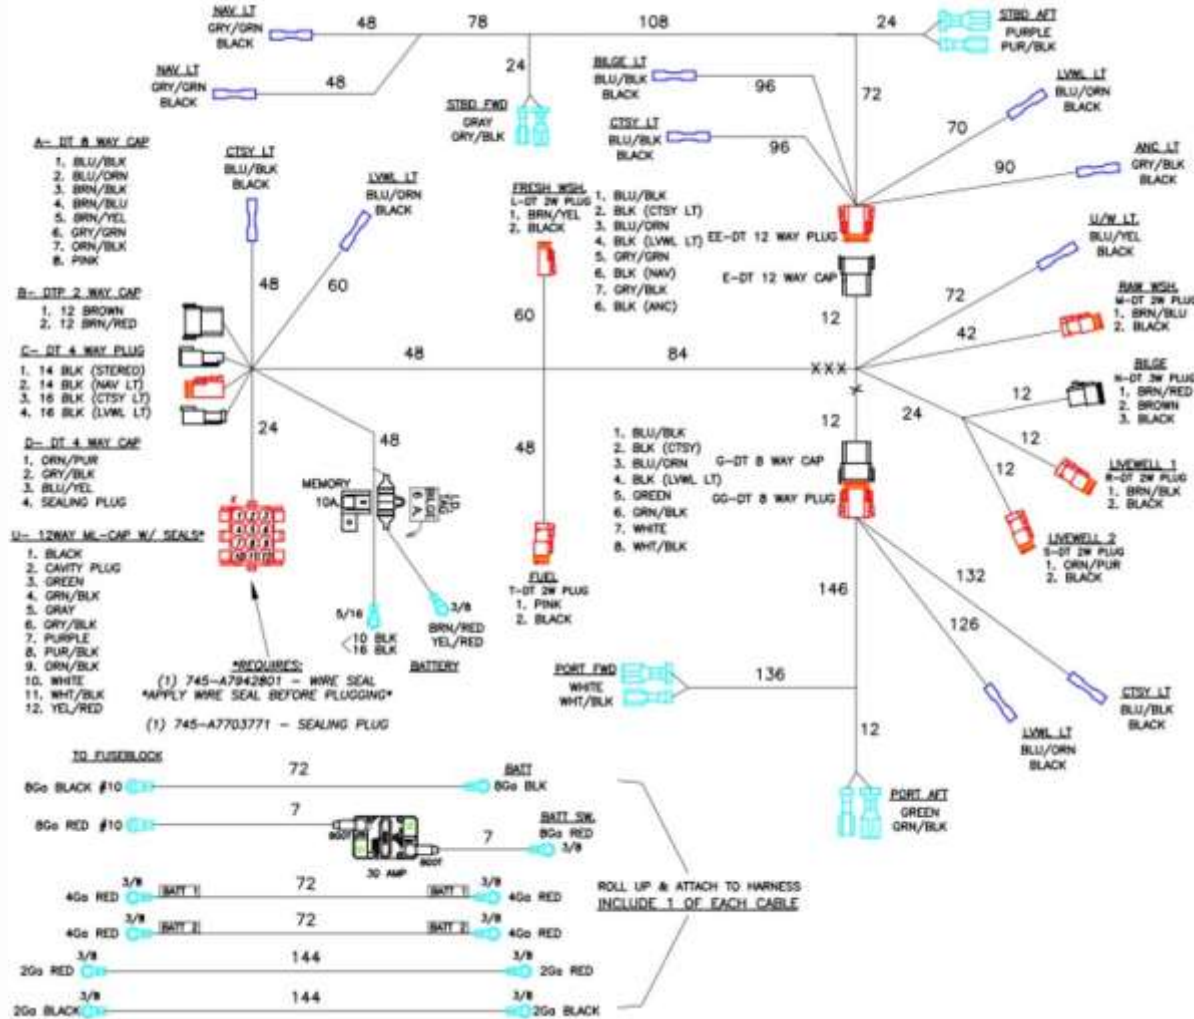 NAV LT
GRY/GRN
BLACK
48
78
108
24
STBD AFT
PURPLE
PUR/BLK
NAV LT
GRY/GRN
BLACK
48
24
STBD FWD
GRAY
GRY/BLK
BILGE LT
BLU/BLK
BLACK
96
CTSY LT
BLU/BLK
BLACK
96
72
LVWL LT
BLU/ORN
BLACK
70
ANC LT
GRY/BLK
BLACK
90
A- DT 8 WAY CAP
1. BLU/BLK
2. BLU/ORN
3. BRN/BLK
4. BRN/BLU
5. BRN/YEL
6. GRY/GRN
7. ORN/BLK
8. PINK
CTSY LT
BLU/BLK
BLACK
LVWL LT
BLU/ORN
BLACK
48
60
FRESH WSH.
L-DT 2W PLUG
1. BRN/YEL
2. BLACK
1. BLU/BLK
2. BLK (CTSY LT)
3. BLU/ORN
4. BLK (LVWL LT)
5. GRY/GRN
6. BLK (NAV)
7. GRY/BLK
6. BLK (ANC)
EE-DT 12 WAY PLUG
E-DT 12 WAY CAP
U/W LT.
BLU/YEL
BLACK
72
RAW WSH.
M-DT 2W PLUG
1. BRN/BLU
2. BLACK
42
B- DTP 2 WAY CAP
1. 12 BROWN
2. 12 BRN/RED
C- DT 4 WAY PLUG
1. 14 BLK (STEREO)
2. 14 BLK (NAV LT)
3. 16 BLK (CTSY LT)
4. 16 BLK (LVWL LT)
D- DT 4 WAY CAP
1. ORN/PUR
2. GRY/BLK
3. BLU/YEL
4. SEALING PLUG
60
12
48
84
XXX
X
24
48
48
12
24
12
12
12
BILGE
N-DT 3W PLUG
1. BRN/RED
2. BROWN
3. BLACK
LIVEWELL 1
R-DT 2W PLUG
1. BRN/BLK
2. BLACK
LIVEWELL 2
S-DT 2W PLUG
1. ORN/PUR
2. BLACK
1. BLU/BLK
2. BLK (CTSY)
3. BLU/ORN
4. BLK (LVWL LT)
5. GREEN
6. GRN/BLK
7. WHITE
8. WHT/BLK
G-DT 8 WAY CAP
GG-DT 8 WAY PLUG
MEMORY
10A
I.D.
TAG
BILGE
6 A.
U- 12WAY ML-CAP W/ SEALS*
1. BLACK
2. CAVITY PLUG
3. GREEN
4. GRN/BLK
5. GRAY
6. GRY/BLK
7. PURPLE
8. PUR/BLK
9. ORN/BLK
10. WHITE
11. WHT/BLK
12. YEL/RED
FUEL
T-DT 2W PLUG
1. PINK
2. BLACK
5/16
10 BLK
16 BLK
3/8
BRN/RED
YEL/RED
BATTERY
*REQUIRES:
(1) 745-A7942801 - WIRE SEAL
*APPLY WIRE SEAL BEFORE PLUGGING*
(1) 745-A7703771 - SEALING PLUG
146
132
126
PORT FWD
WHITE
WHT/BLK
136
12
CTSY LT
BLU/BLK
BLACK
LVWL LT
BLU/ORN
BLACK
PORT AFT
GREEN
GRN/BLK
TO FUSEBLOCK
8Ga BLACK #10
72
BATT
8Ga BLK
8Ga RED #10
7
BOOT
30 AMP
BOOT
7
BATT SW.
8Ga RED
3/8
4Ga RED
3/8
BATT 1
72
BATT 1
3/8
4Ga RED
4Ga RED
3/8
BATT 2
72
BATT 2
3/8
4Ga RED
2Ga RED
3/8
144
3/8
2Ga RED
2Ga BLACK
3/8
144
3/8
2Ga BLACK
ROLL UP & ATTACH TO HARNESS
INCLUDE 1 OF EACH CABLE